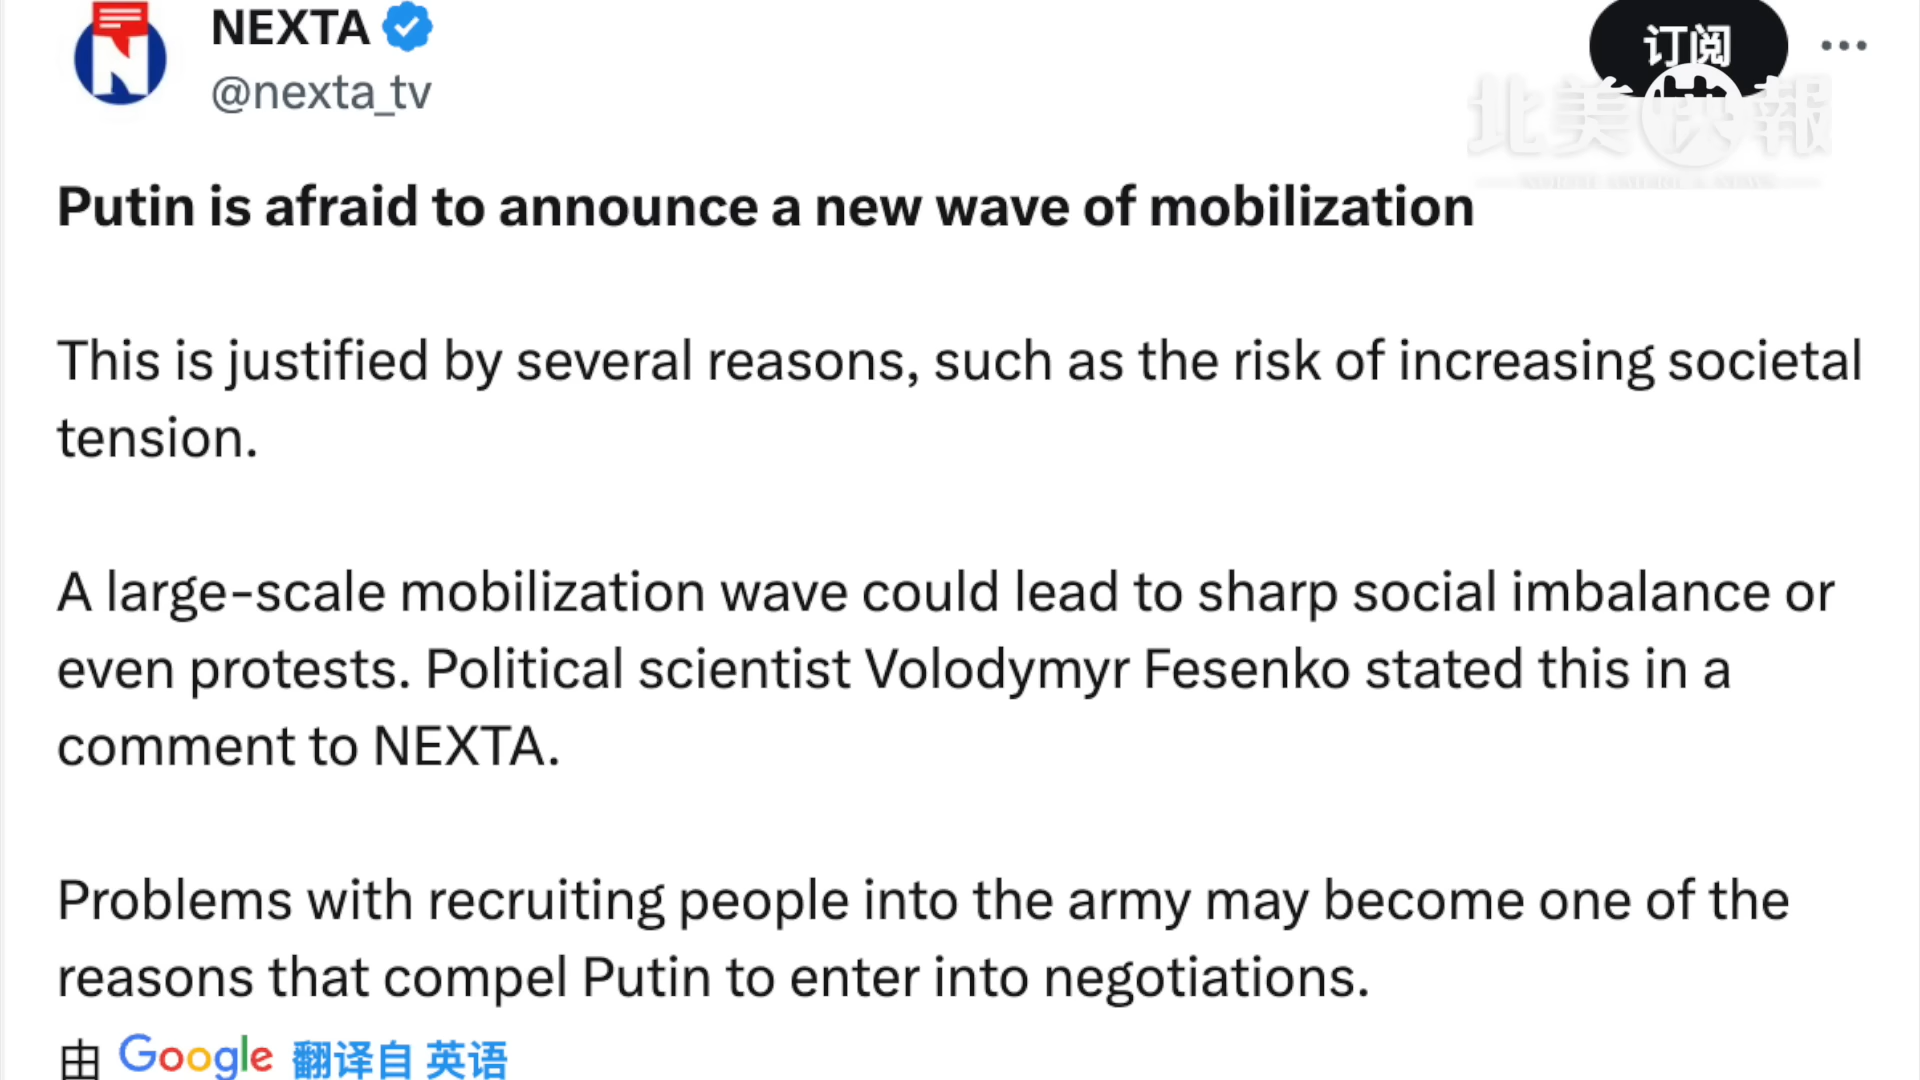 NEXTA
@nexta_tv
订阅
北美快報
Putin is afraid to announce a new wave of mobilization
This is justified by several reasons, such as the risk of increasing societal
tension.
A large-scale mobilization wave could lead to sharp social imbalance or
even protests. Political scientist Volodymyr Fesenko stated this in a
comment to NEXTA.
Problems with recruiting people into the army may become one of the
reasons that compel Putin to enter into negotiations.
由 Google 翻译自 英语